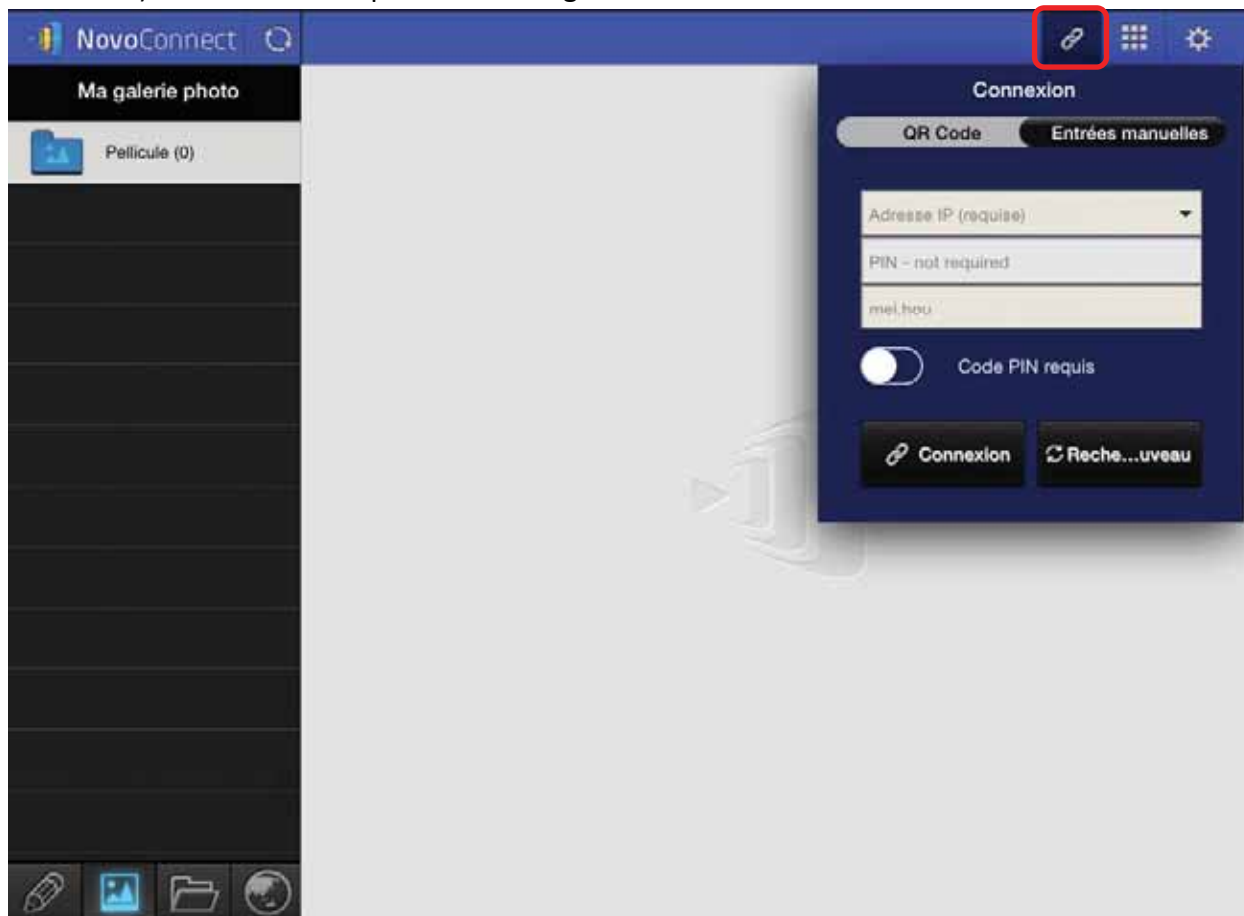 NovoConnect
Ma galerie photo
Pellicule (0)
Connexion
QR Code
Entrées manuelles
Adresse IP (requise)
PIN - not required
mei.hou
Code PIN requis
Connexion
Reche...uveau